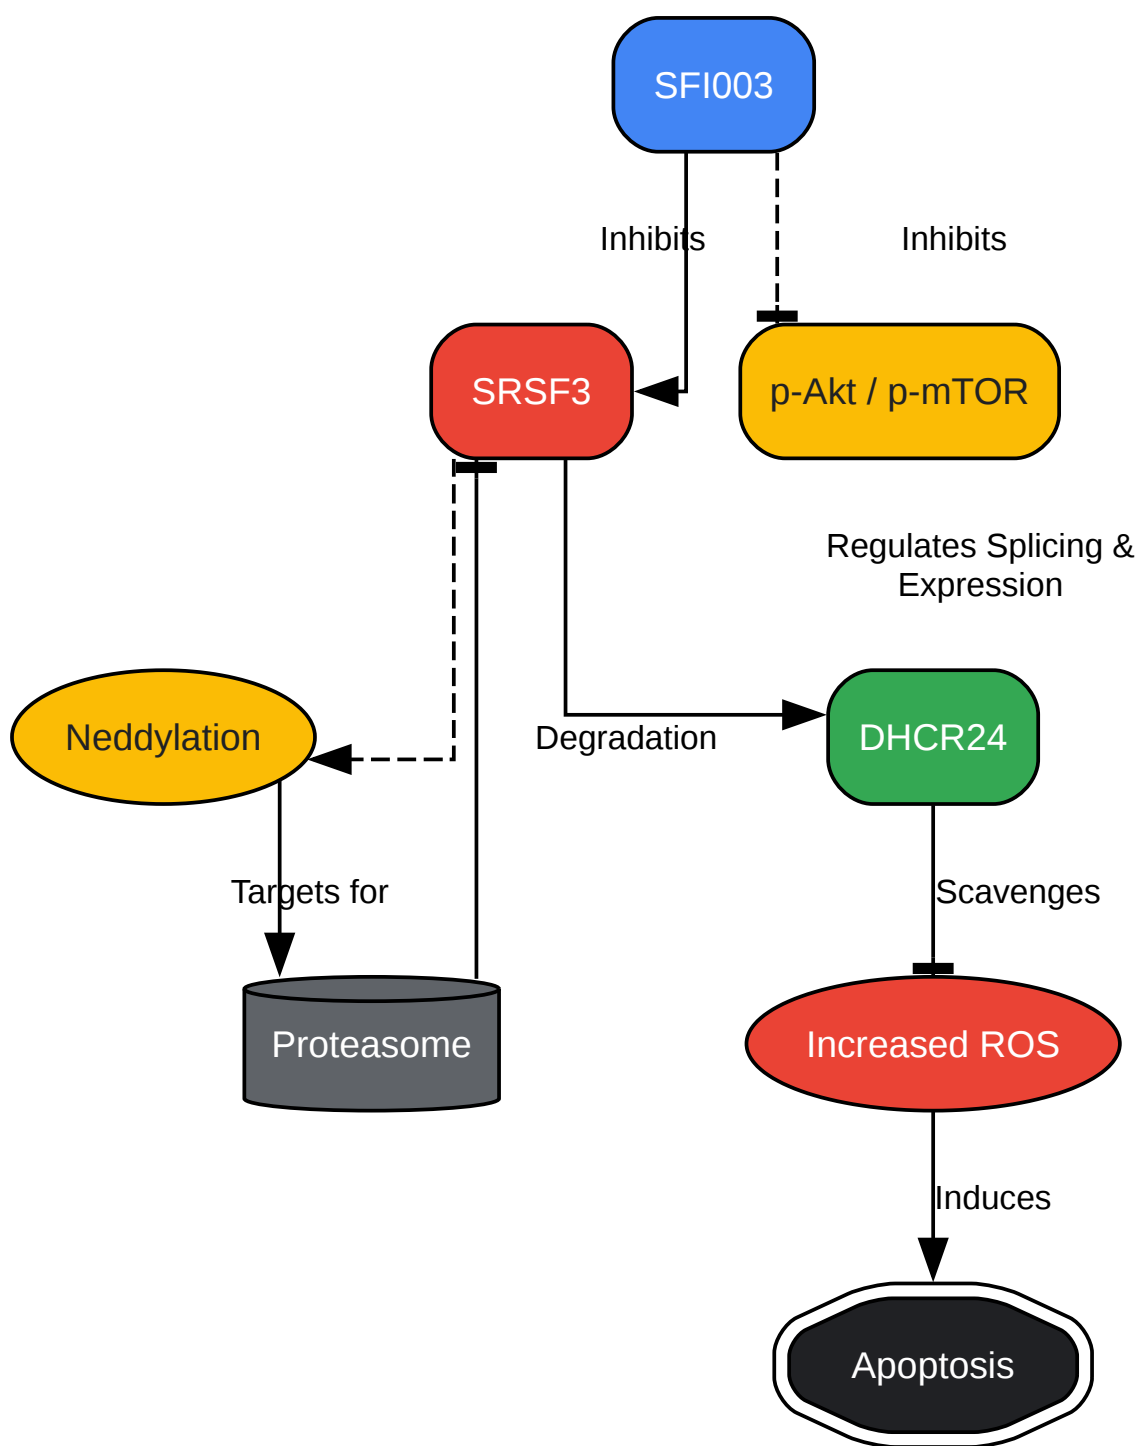 SFI003
Inhibits
Inhibits
SRSF3
p-Akt / p-mTOR
Regulates Splicing &
Expression
Neddylation
Degradation
DHCR24
Targets for
Scavenges
Proteasome
Increased ROS
Induces
Apoptosis